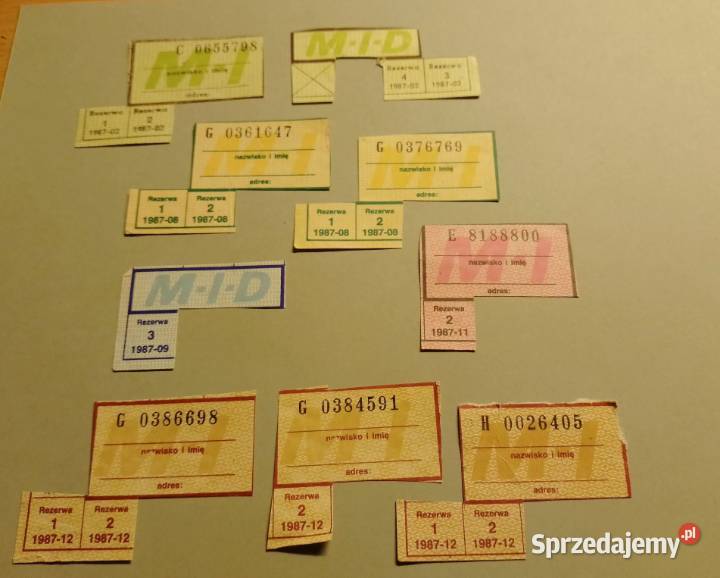 C 0655798
M-I
nazwisko i imię
adres:
Rezerwa 1 1987-02
Rezerwa 2 1987-02
M-I-D
Rezerwa 4 1987-02
Rezerwa 3 1987-02
G 0361647
M-I
nazwisko i imię
adres:
Rezerwa 1 1987-08
Rezerwa 2 1987-08
G 0376769
M-I
nazwisko i imię
adres:
Rezerwa 1 1987-08
Rezerwa 2 1987-08
E 8188800
M-I
nazwisko i imię
adres:
Rezerwa 2 1987-11
M-I-D
Rezerwa 3 1987-09
G 0386698
M-I
nazwisko i imię
adres:
Rezerwa 1 1987-12
Rezerwa 2 1987-12
G 0384591
M-I
nazwisko i imię
adres:
Rezerwa 2 1987-12
H 0026405
M-I
nazwisko i imię
adres:
Rezerwa 1 1987-12
Rezerwa 2 1987-12
Sprzedajemy.pl